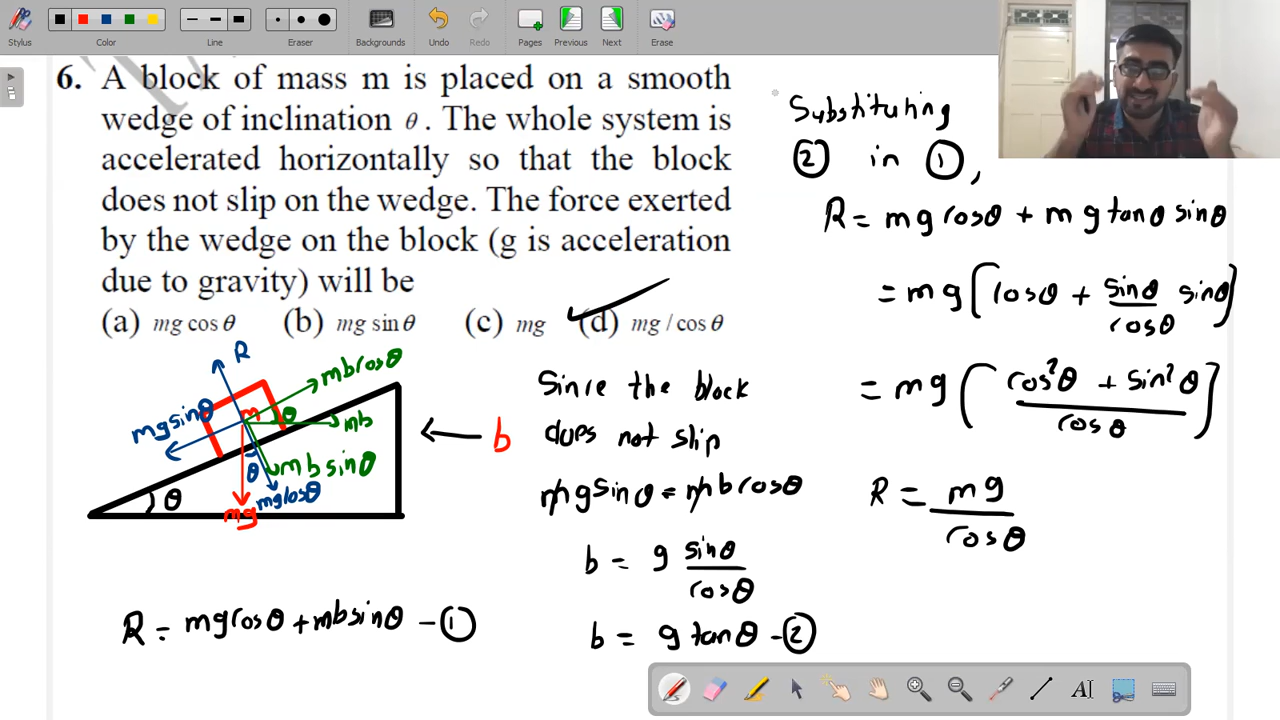 Stylus
Color
Line
Eraser
Backgrounds
Undo
Redo
Pages
Previous
Next
Erase
6. A block of mass m is placed on a smooth
wedge of inclination θ. The whole system is
accelerated horizontally so that the block
does not slip on the wedge. The force exerted
by the wedge on the block (g is acceleration
due to gravity) will be
(a) mg cos θ (b) mg sin θ (c) mg (d) mg / cos θ
R
mbcosθ
mgsinθ
m
θ
mb
θ
mbsinθ
mgcosθ
θ
mg
b
R = mgcosθ + mbsinθ - ①
Since the block
does not slip
mgsinθ = mbcosθ
b = g sinθ
cosθ
b = g tanθ - ②
Substituting
② in ①,
R = mgcosθ + mg tanθ sinθ
= mg ( cosθ + sinθ sinθ )
cosθ
= mg ( cos²θ + sin²θ )
cosθ
R = mg
cosθ